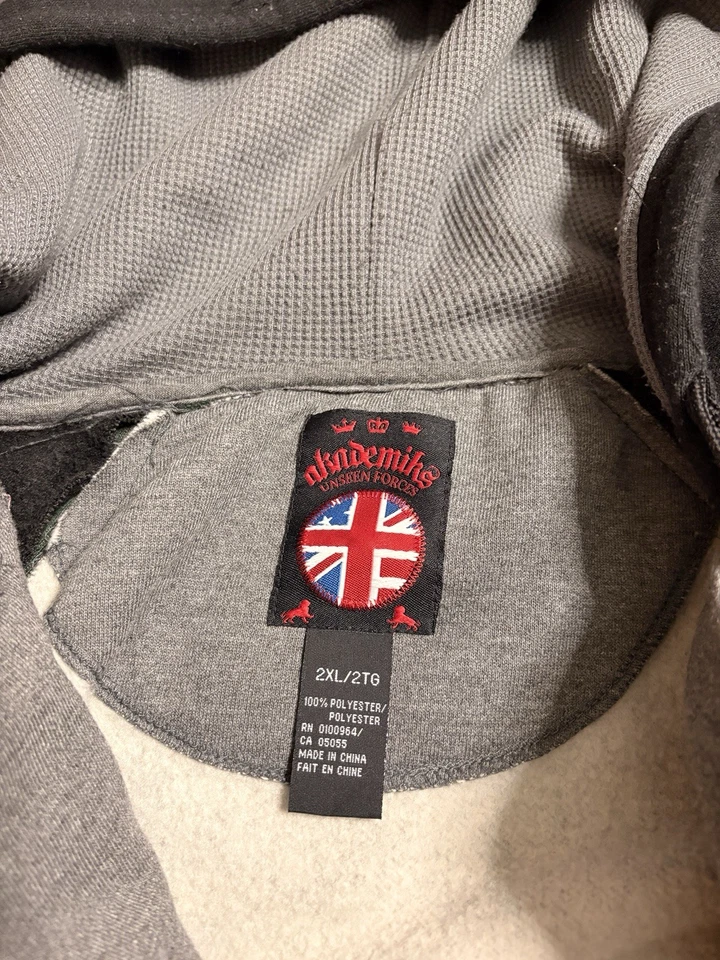 akademiks
UNSEEN FORCES
2XL/2TG
100% POLYESTER/
POLYESTER
RN 0100964/
CA 05055
MADE IN CHINA
FAIT EN CHINE